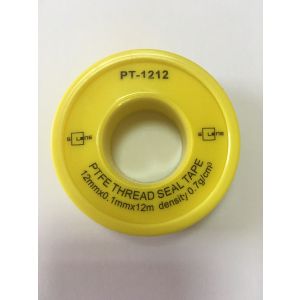 PT-1212
PTFE THREAD SEAL TAPE
12mmx0.1mmx12m density 0.7g/cm³